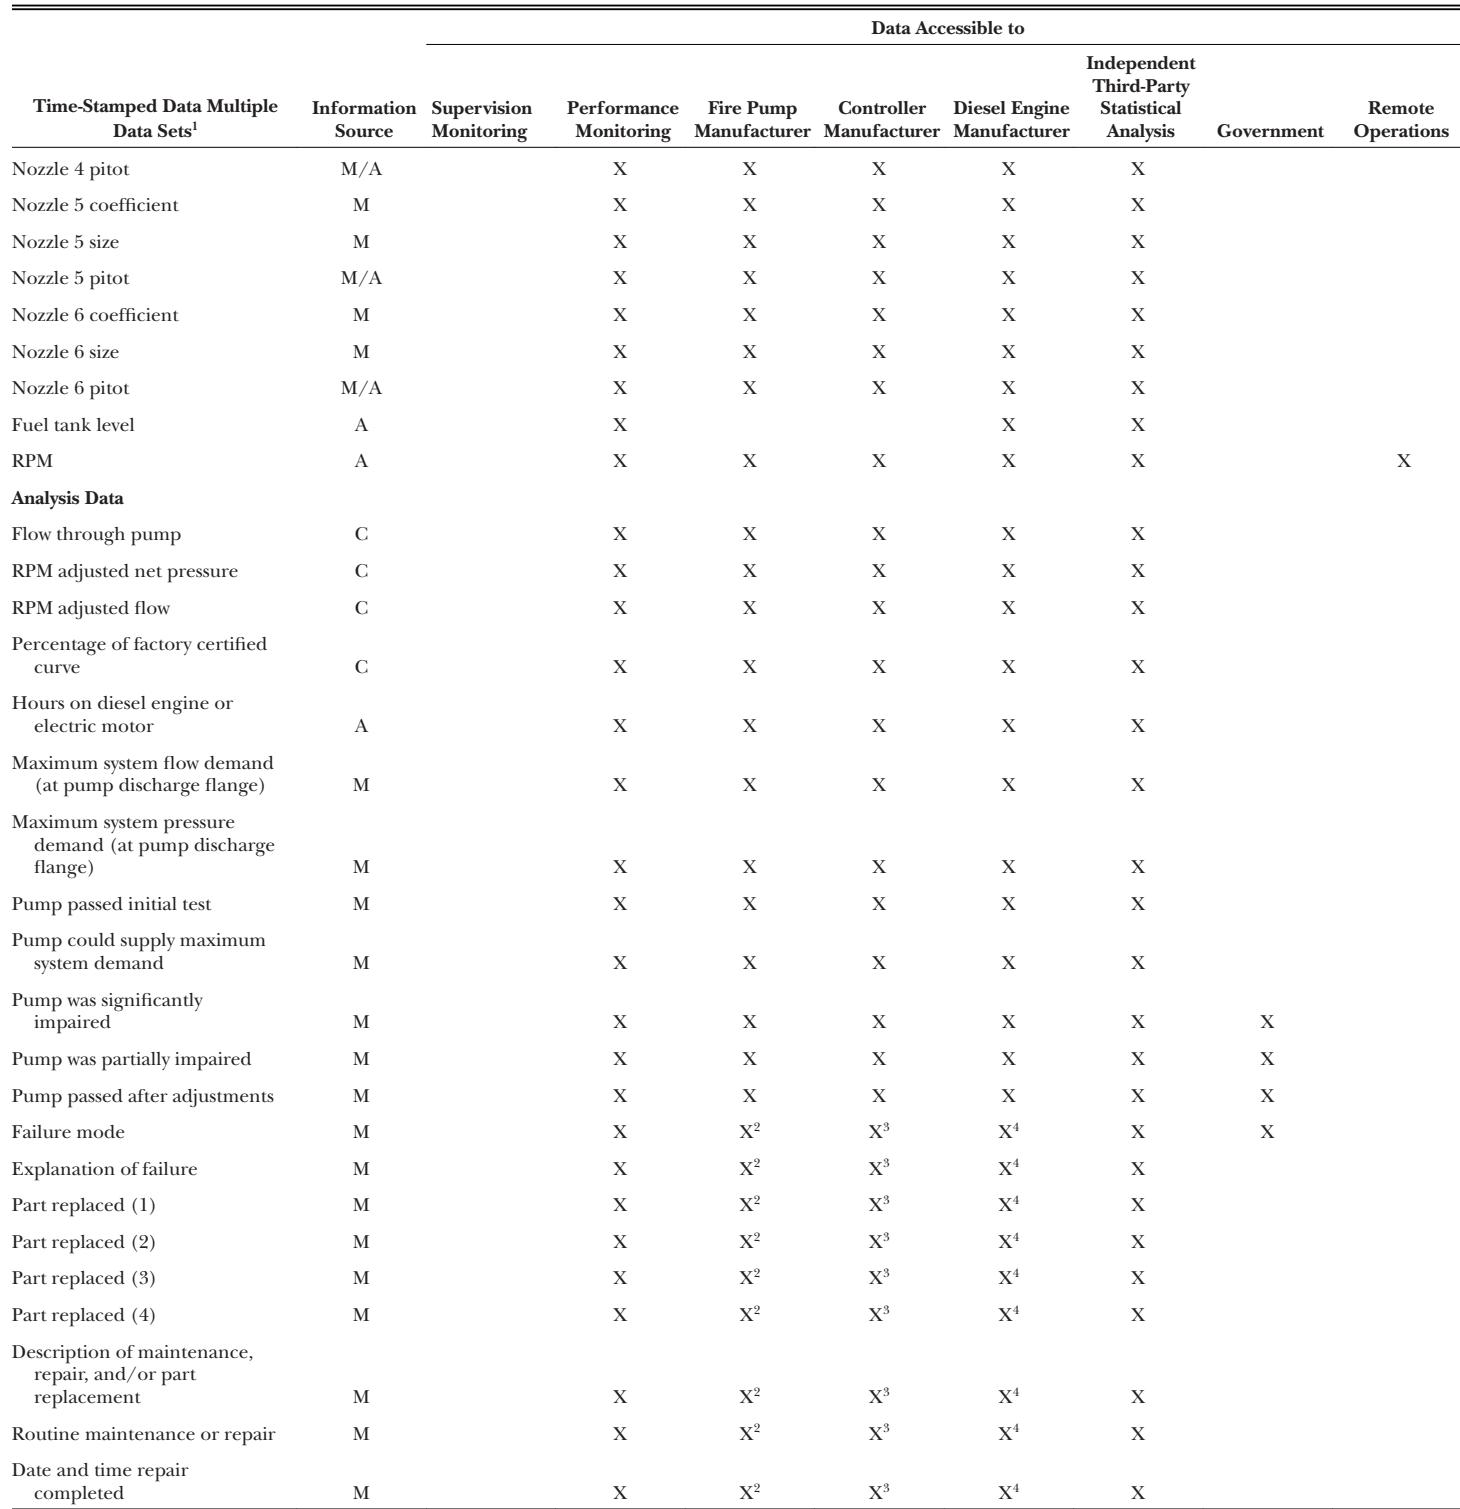 Data Accessible to
Time-Stamped Data Multiple Data Sets¹ Information Source Supervision Monitoring Performance Monitoring Fire Pump Manufacturer Controller Manufacturer Diesel Engine Manufacturer Independent Third-Party Statistical Analysis Government Remote Operations
Nozzle 4 pitot M/A X X X X X
Nozzle 5 coefficient M X X X X X
Nozzle 5 size M X X X X X
Nozzle 5 pitot M/A X X X X X
Nozzle 6 coefficient M X X X X X
Nozzle 6 size M X X X X X
Nozzle 6 pitot M/A X X X X X
Fuel tank level A X X X
RPM A X X X X X X
Analysis Data
Flow through pump C X X X X X
RPM adjusted net pressure C X X X X X
RPM adjusted flow C X X X X X
Percentage of factory certified
curve C X X X X X
Hours on diesel engine or
electric motor A X X X X X
Maximum system flow demand
(at pump discharge flange) M X X X X X
Maximum system pressure
demand (at pump discharge
flange) M X X X X X
Pump passed initial test M X X X X X
Pump could supply maximum
system demand M X X X X X
Pump was significantly
impaired M X X X X X X
Pump was partially impaired M X X X X X X
Pump passed after adjustments M X X X X X X
Failure mode M X X² X³ X⁴ X X
Explanation of failure M X X² X³ X⁴ X
Part replaced (1) M X X² X³ X⁴ X
Part replaced (2) M X X² X³ X⁴ X
Part replaced (3) M X X² X³ X⁴ X
Part replaced (4) M X X² X³ X⁴ X
Description of maintenance,
repair, and/or part
replacement M X X² X³ X⁴ X
Routine maintenance or repair M X X² X³ X⁴ X
Date and time repair
completed M X X² X³ X⁴ X